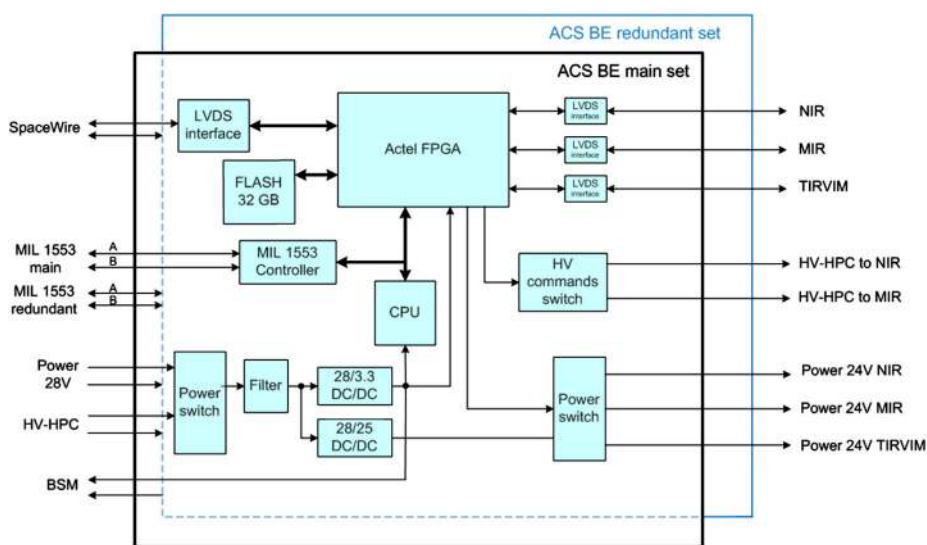 ACS BE redundant set
ACS BE main set
SpaceWire
LVDS
interface
Actel FPGA
LVDS
interface
NIR
LVDS
interface
MIR
LVDS
interface
TIRVIM
FLASH
32 GB
MIL 1553
main
A
B
MIL 1553
Controller
MIL 1553
redundant
A
B
CPU
HV
commands
switch
HV-HPC to NIR
HV-HPC to MIR
Power
28V
HV-HPC
Power
switch
Filter
28/3.3
DC/DC
28/25
DC/DC
Power
switch
Power 24V NIR
Power 24V MIR
Power 24V TIRVIM
BSM